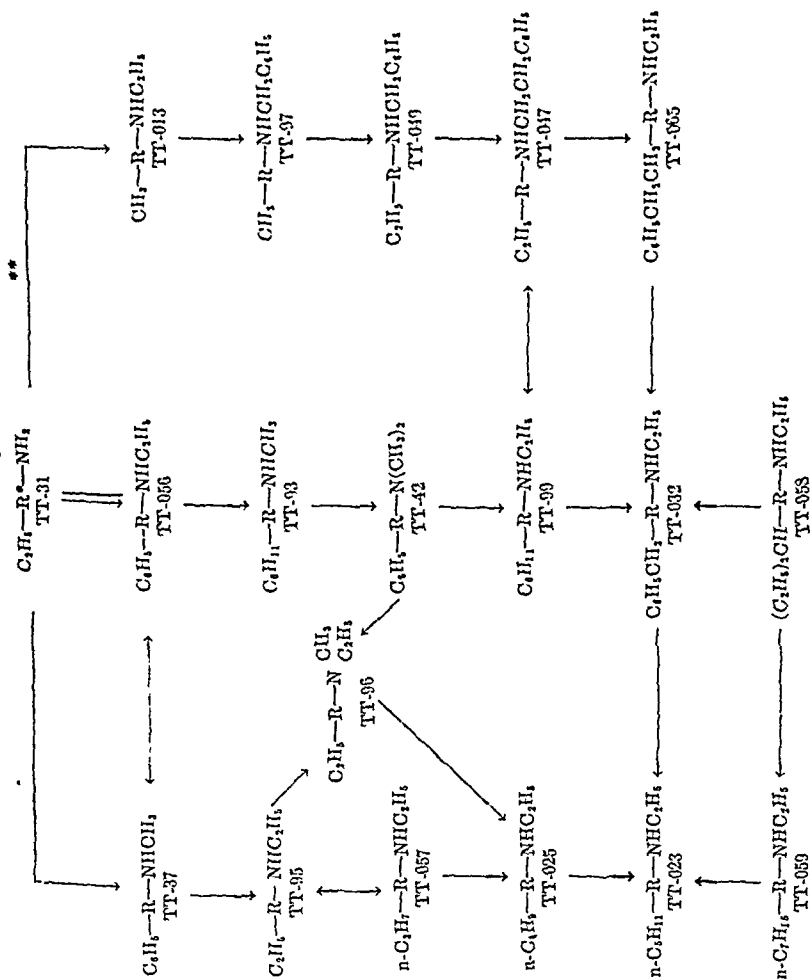 C₂H₅—R*—NH₂
TT-31
**
C₆H₅—R—NHCH₃
TT-37
C₆H₅—R—NHC₂H₅
TT-056
CH₃—R—NHC₂H₅
TT-013
C₂H₅—R—NHC₂H₅
TT-95
C₆H₁₁—R—NHCH₃
TT-93
CH₃—R—NHCH₂C₆H₅
TT-97
C₂H₅—R—N
CH₃
C₂H₅
TT-96
n-C₃H₇—R—NHC₂H₅
TT-057
C₆H₅—R—N(CH₃)₂
TT-42
C₂H₅—R—NHCH₂C₆H₅
TT-049
n-C₄H₉—R—NHC₂H₅
TT-025
C₆H₁₁—R—NHC₂H₅
TT-99
C₂H₅—R—NHCH₂CH₂C₆H₅
TT-047
n-C₅H₁₁—R—NHC₂H₅
TT-023
C₆H₅CH₂—R—NHC₂H₅
TT-032
C₆H₅CH₂CH₂—R—NHC₂H₅
TT-065
n-C₇H₁₅—R—NHC₂H₅
TT-059
(C₂H₅)₂CH—R—NHC₂H₅
TT-058